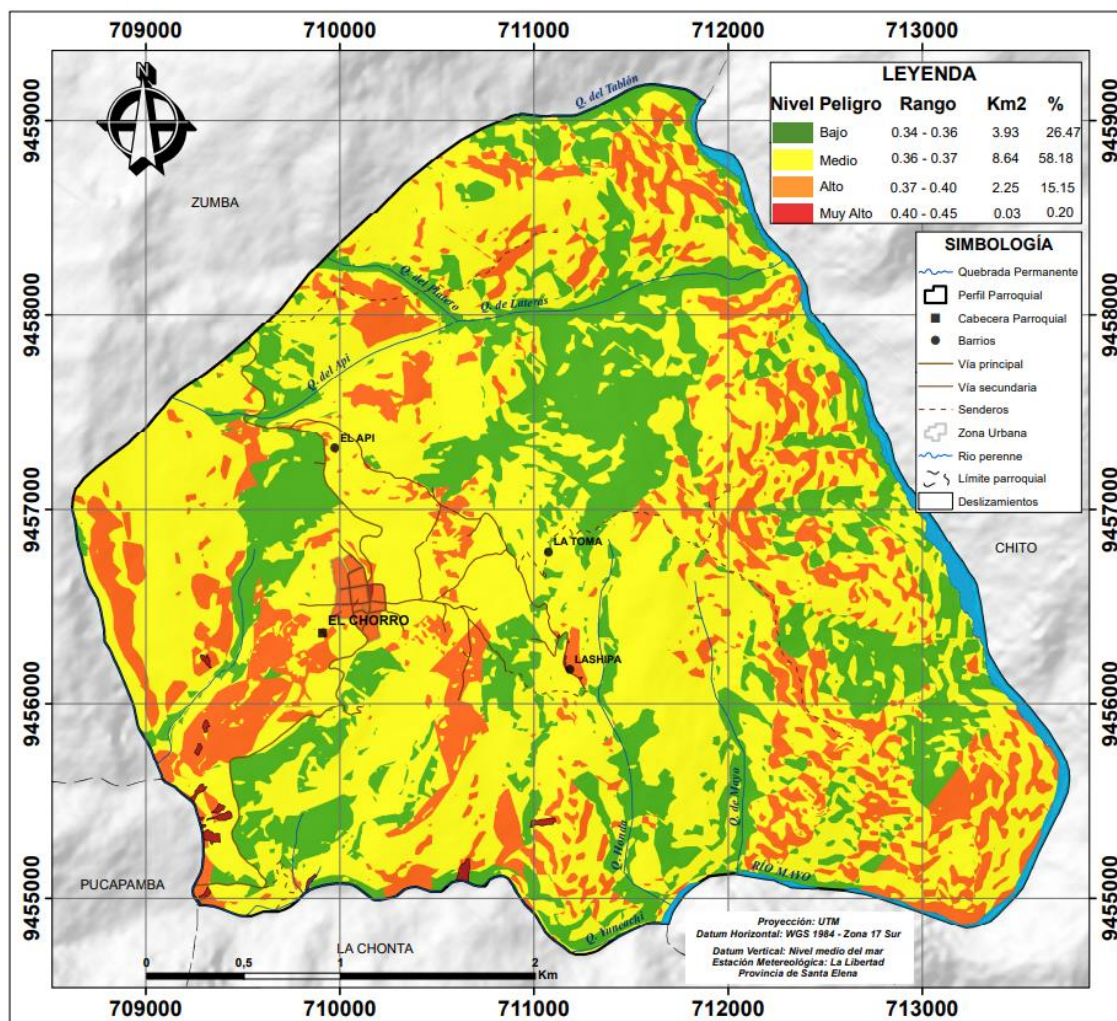 709000 710000 711000 712000 713000
N
LEYENDA
Nivel Peligro Rango Km2 %
Bajo 0.34 - 0.36 3.93 26.47
Medio 0.36 - 0.37 8.64 58.18
Alto 0.37 - 0.40 2.25 15.15
Muy Alto 0.40 - 0.45 0.03 0.20
SIMBOLOGÍA
Quebrada Permanente
Perfil Parroquial
Cabecera Parroquial
Barrios
Vía principal
Vía secundaria
Senderos
Zona Urbana
Rio perenne
Límite parroquial
Deslizamientos
9459000 9459000
9458000 9458000
9457000 9457000
9456000 9456000
9455000 9455000
Q. del Tablón
ZUMBA
Q. del Platero
Q. de Lateras
Q. del Api
EL API
LA TOMA
CHITO
EL CHORRO
LASHIPA
Q. de Mayo
Q. Honda
RÍO MAYO
PUCAPAMBA
Q. Yuncachi
LA CHONTA
Proyección: UTM
Datum Horizontal: WGS 1984 - Zona 17 Sur
Datum Vertical: Nivel medio del mar
Estación Metereológica: La Libertad
Provincia de Santa Elena
0 0,5 1 2
Km
709000 710000 711000 712000 713000